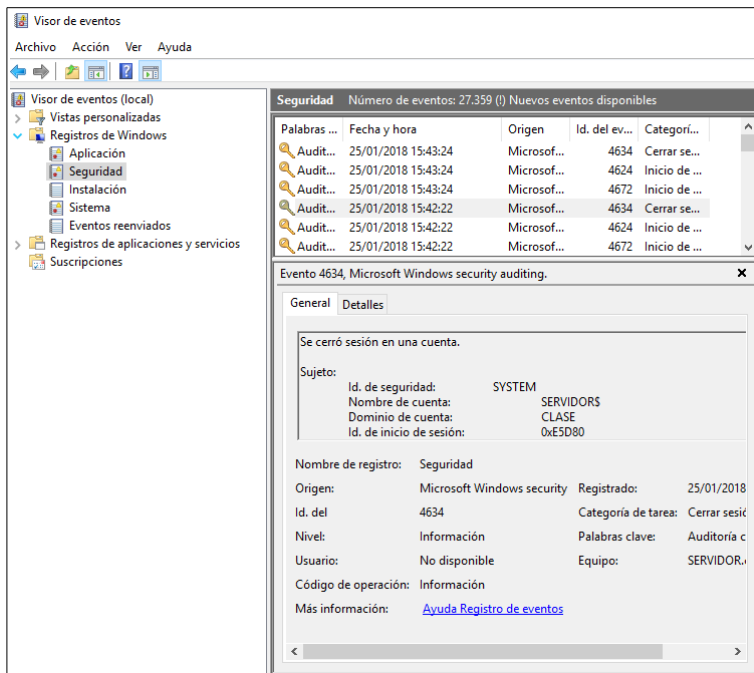 Visor de eventos
Archivo Acción Ver Ayuda
Visor de eventos (local)
Vistas personalizadas
Registros de Windows
Aplicación
Seguridad
Instalación
Sistema
Eventos reenviados
Registros de aplicaciones y servicios
Suscripciones
Seguridad Número de eventos: 27.359 (!) Nuevos eventos disponibles
Palabras ... Fecha y hora Origen Id. del ev... Categorí...
Audit... 25/01/2018 15:43:24 Microsof... 4634 Cerrar se...
Audit... 25/01/2018 15:43:24 Microsof... 4624 Inicio de ...
Audit... 25/01/2018 15:43:24 Microsof... 4672 Inicio de ...
Audit... 25/01/2018 15:42:22 Microsof... 4634 Cerrar se...
Audit... 25/01/2018 15:42:22 Microsof... 4624 Inicio de ...
Audit... 25/01/2018 15:42:22 Microsof... 4672 Inicio de ...
Evento 4634, Microsoft Windows security auditing.
General Detalles
Se cerró sesión en una cuenta.
Sujeto:
Id. de seguridad: SYSTEM
Nombre de cuenta: SERVIDOR$
Dominio de cuenta: CLASE
Id. de inicio de sesión: 0xE5D80
Nombre de registro: Seguridad
Origen: Microsoft Windows security Registrado: 25/01/2018
Id. del 4634 Categoría de tarea: Cerrar sesió
Nivel: Información Palabras clave: Auditoría c
Usuario: No disponible Equipo: SERVIDOR.
Código de operación: Información
Más información: Ayuda Registro de eventos